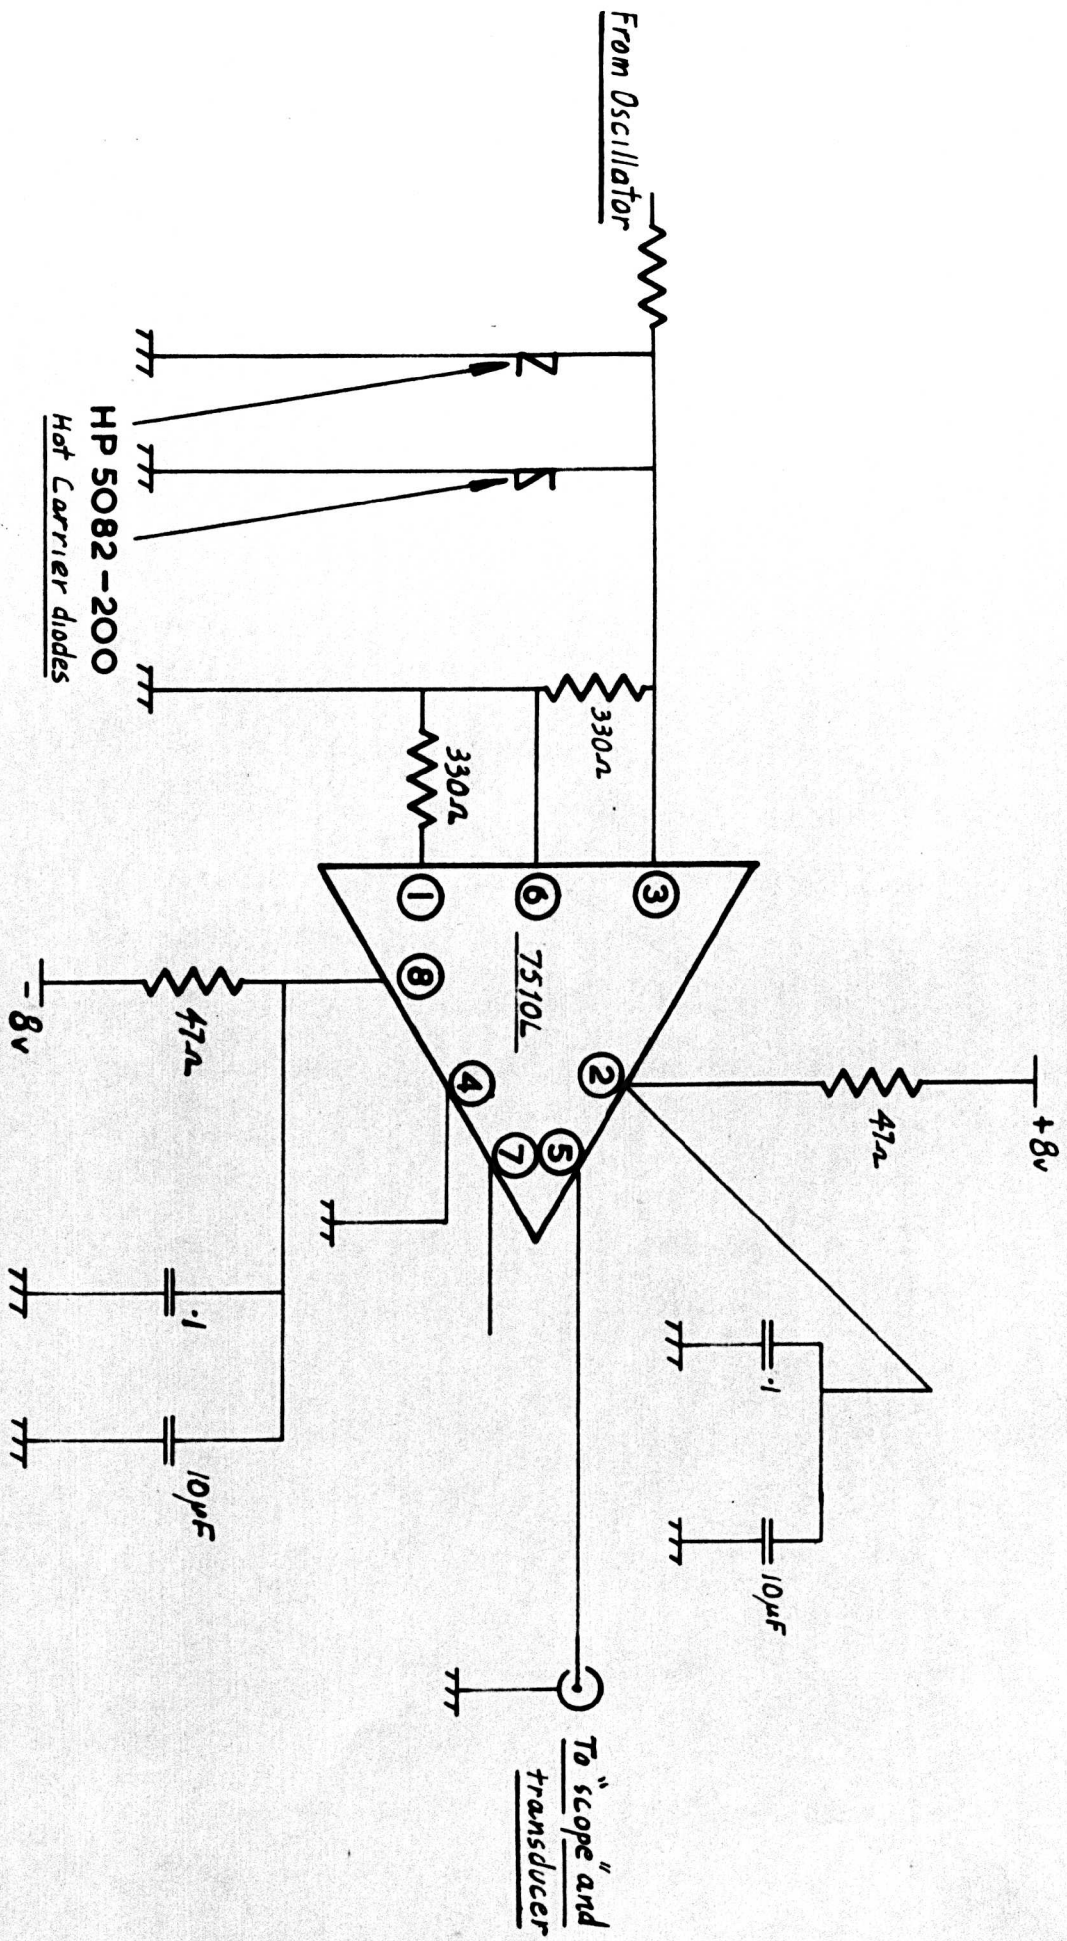 From Oscillator
HP 5082-200
Hot Carrier diodes
330Ω
330Ω
3
6
1
8
7510L
2
4
5
7
47Ω
+8v
47Ω
-8v
.1
10µF
.1
10µF
To "scope" and
transducer